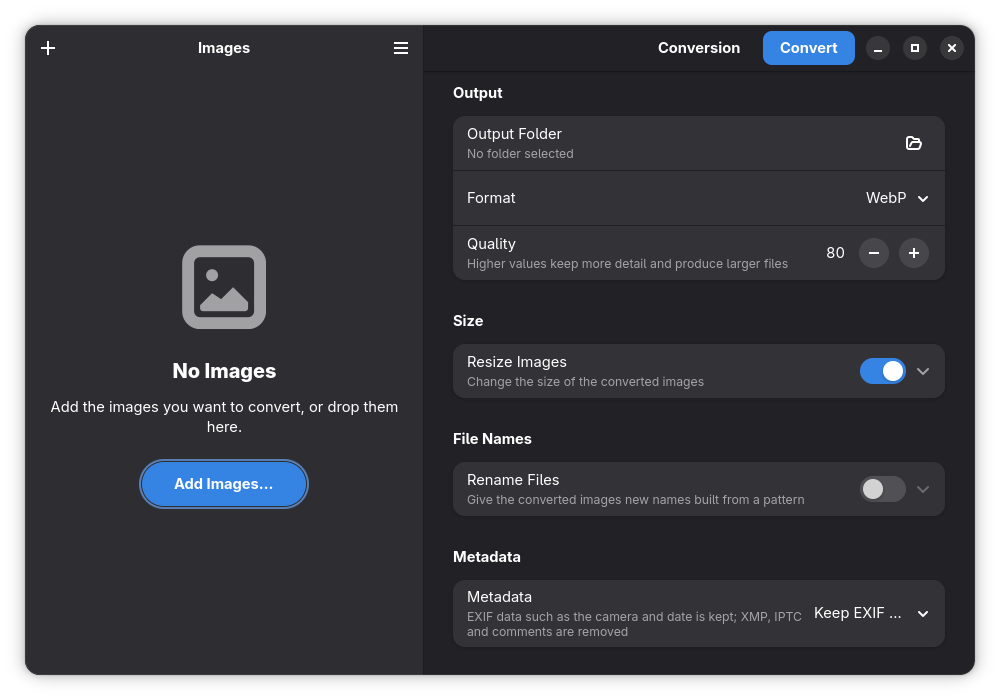 Images
No Images
Add the images you want to convert, or drop them
here.
Add Images…
Conversion
Convert
Output
Output Folder
No folder selected
Format
WebP
Quality
Higher values keep more detail and produce larger files
80
Size
Resize Images
Change the size of the converted images
File Names
Rename Files
Give the converted images new names built from a pattern
Metadata
Metadata
EXIF data such as the camera and date is kept; XMP, IPTC
and comments are removed
Keep EXIF …